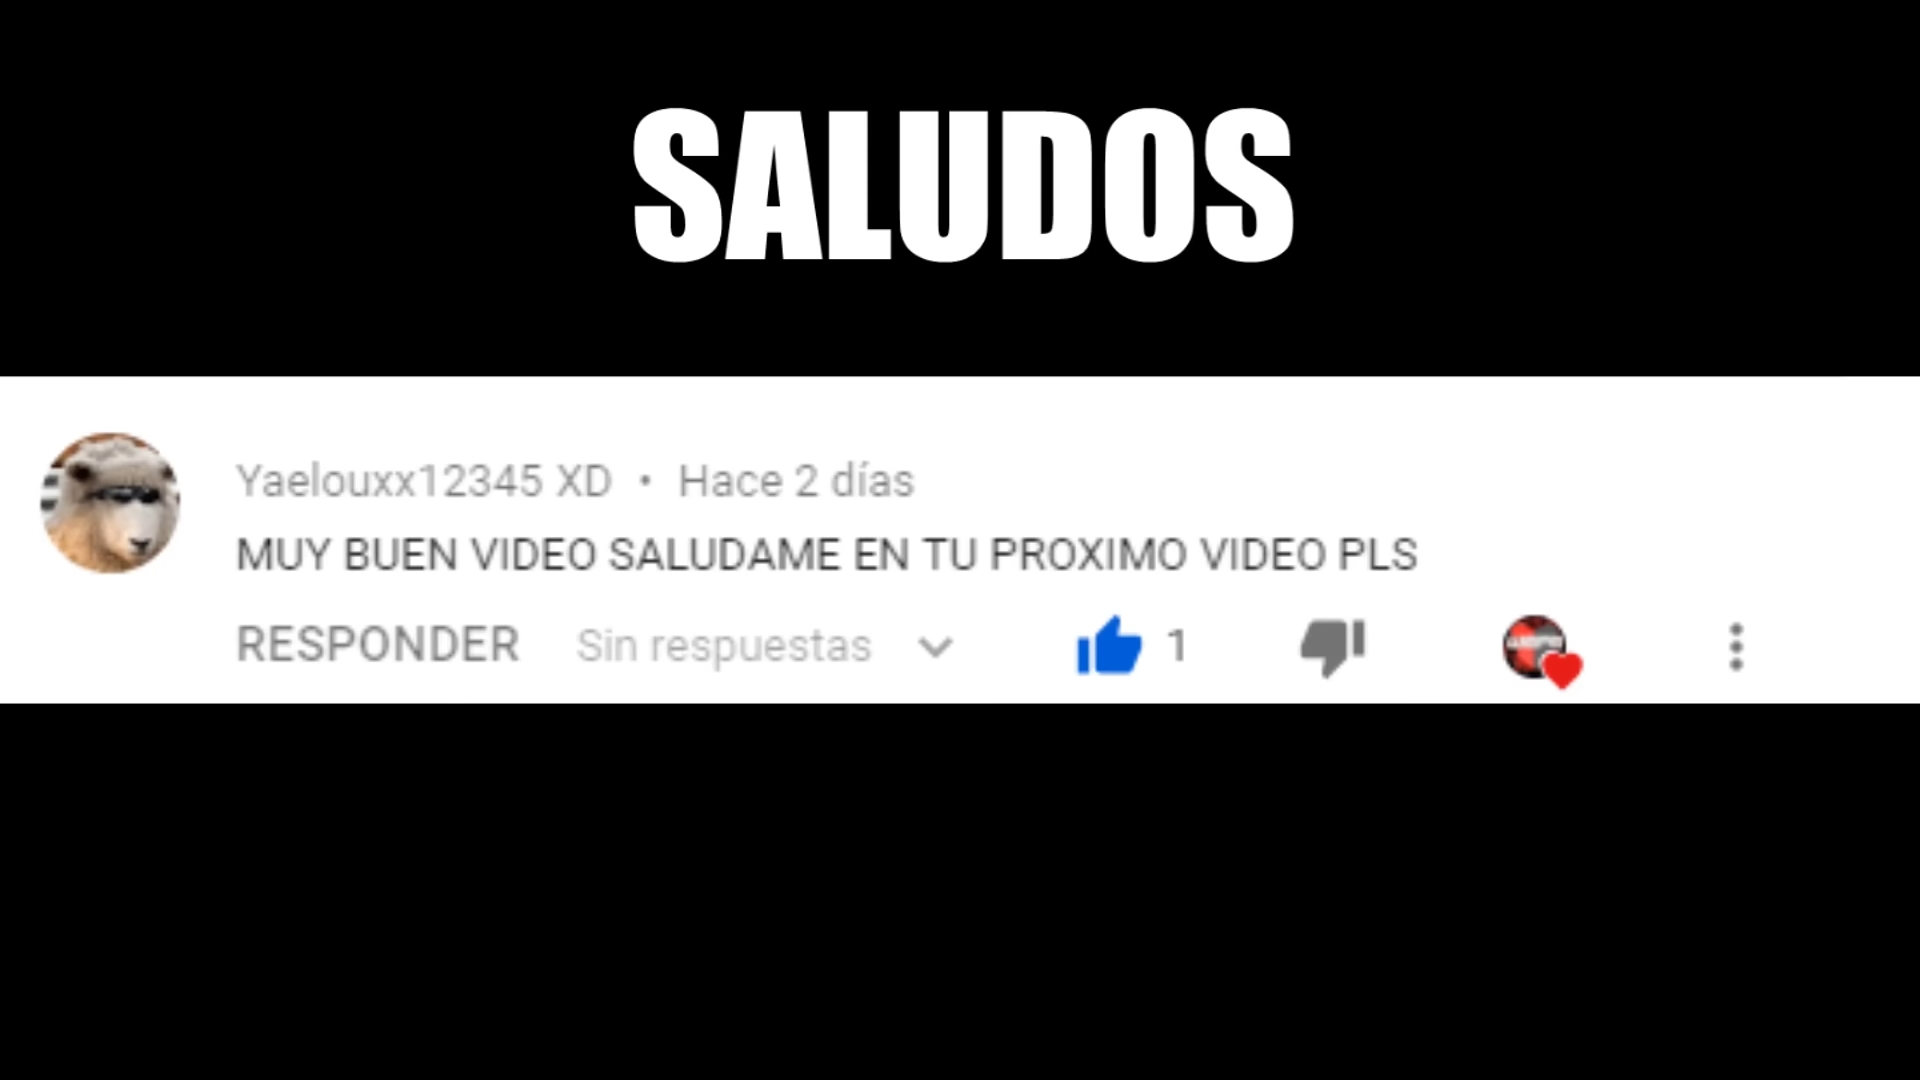 SALUDOS
Yaelouxx12345 XD • Hace 2 días
MUY BUEN VIDEO SALUDAME EN TU PROXIMO VIDEO PLS
RESPONDER Sin respuestas 1